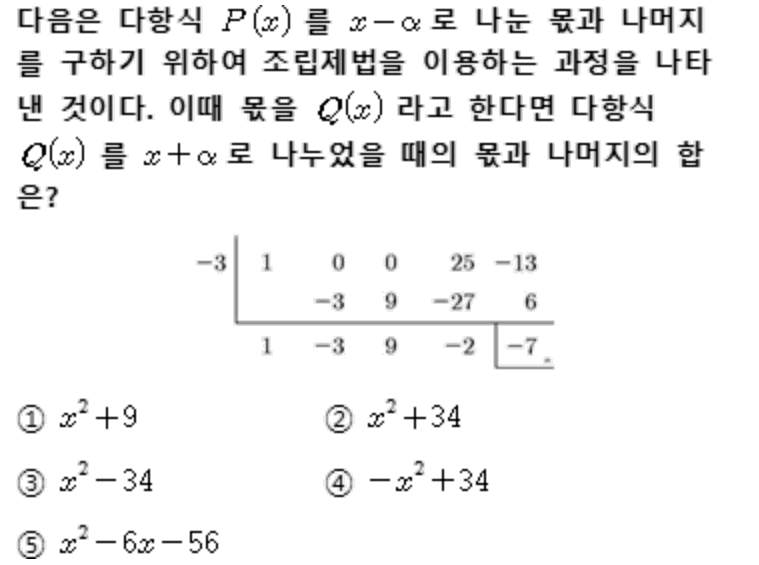 다음은 다항식 P(x) 를 x-α 로 나눈 몫과 나머지
를 구하기 위하여 조립제법을 이용하는 과정을 나타
낸 것이다. 이때 몫을 Q(x) 라고 한다면 다항식
Q(x) 를 x+α 로 나누었을 때의 몫과 나머지의 합
은?
-3 1 0 0 25 -13
-3 9 -27 6
1 -3 9 -2 -7
① x²+9 ② x²+34
③ x²-34 ④ -x²+34
⑤ x²-6x-56